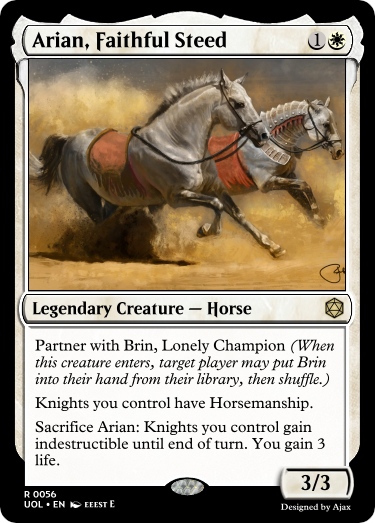 Arian, Faithful Steed 1
Legendary Creature — Horse
Partner with Brin, Lonely Champion (When
this creature enters, target player may put Brin
into their hand from their library, then shuffle.)
Knights you control have Horsemanship.
Sacrifice Arian: Knights you control gain
indestructible until end of turn. You gain 3
life.
3/3
R 0056
UOL • EN EEEST E
Designed by Ajax